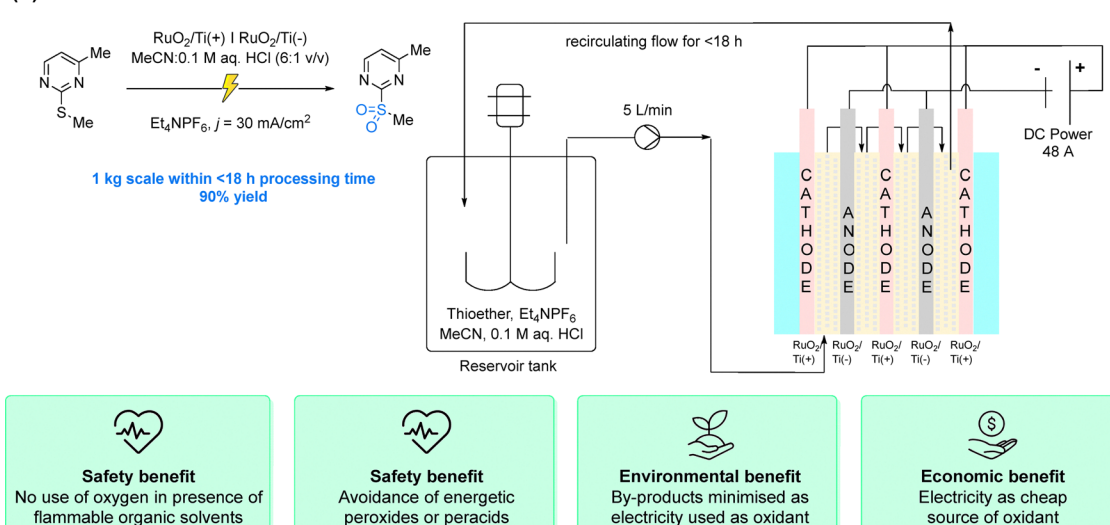 RuO2/Ti(+) I RuO2/Ti(-)
MeCN:0.1 M aq. HCl (6:1 v/v)
Et4NPF6, j = 30 mA/cm2
Me
N
N
S
Me
Me
N
N
O
S
O
Me
1 kg scale within <18 h processing time
90% yield
recirculating flow for <18 h
5 L/min
Thioether, Et4NPF6
MeCN, 0.1 M aq. HCl
Reservoir tank
- +
DC Power
48 A
CATHODE
ANODE
CATHODE
ANODE
CATHODE
RuO2/ RuO2/ RuO2/ RuO2/ RuO2/
Ti(+) Ti(-) Ti(+) Ti(-) Ti(+)
Safety benefit
No use of oxygen in presence of
flammable organic solvents
Safety benefit
Avoidance of energetic
peroxides or peracids
Environmental benefit
By-products minimised as
electricity used as oxidant
$
Economic benefit
Electricity as cheap
source of oxidant